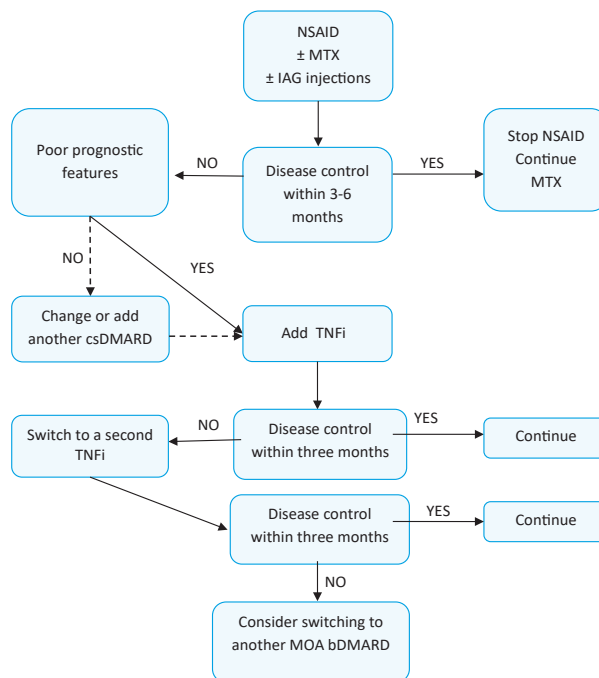 NSAID
± MTX
± IAG injections
Poor prognostic
features
NO
Disease control
within 3-6
months
YES
Stop NSAID
Continue
MTX
NO
YES
Change or add
another csDMARD
Add TNFi
Switch to a second
TNFi
NO
Disease control
within three months
YES
Continue
Disease control
within three months
YES
Continue
NO
Consider switching to
another MOA bDMARD